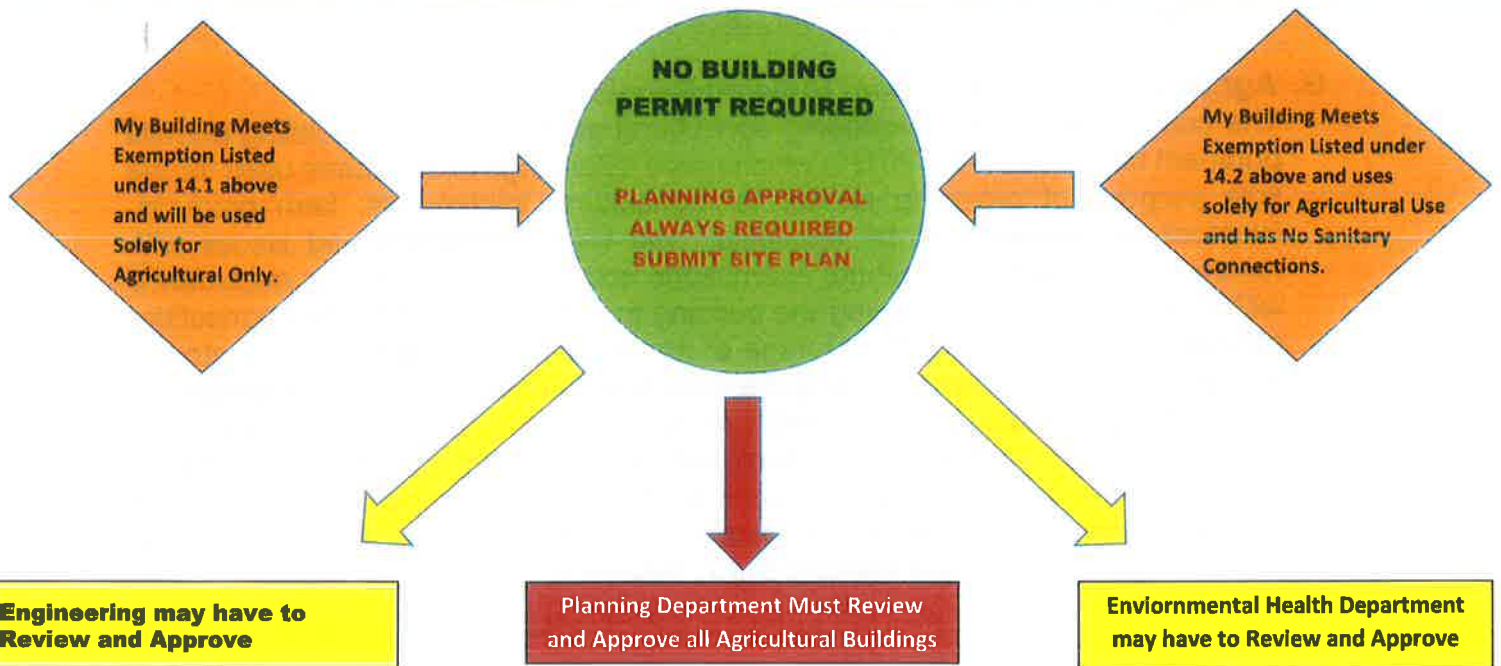 NO BUILDING
PERMIT REQUIRED
PLANNING APPROVAL
ALWAYS REQUIRED
SUBMIT SITE PLAN
My Building Meets
Exemption Listed
under 14.1 above
and will be used
Solely for
Agricultural Only.
My Building Meets
Exemption Listed under
14.2 above and uses
solely for Agricultural Use
and has No Sanitary
Connections.
Engineering may have to
Review and Approve
Planning Department Must Review
and Approve all Agricultural Buildings
Enviornmental Health Department
may have to Review and Approve